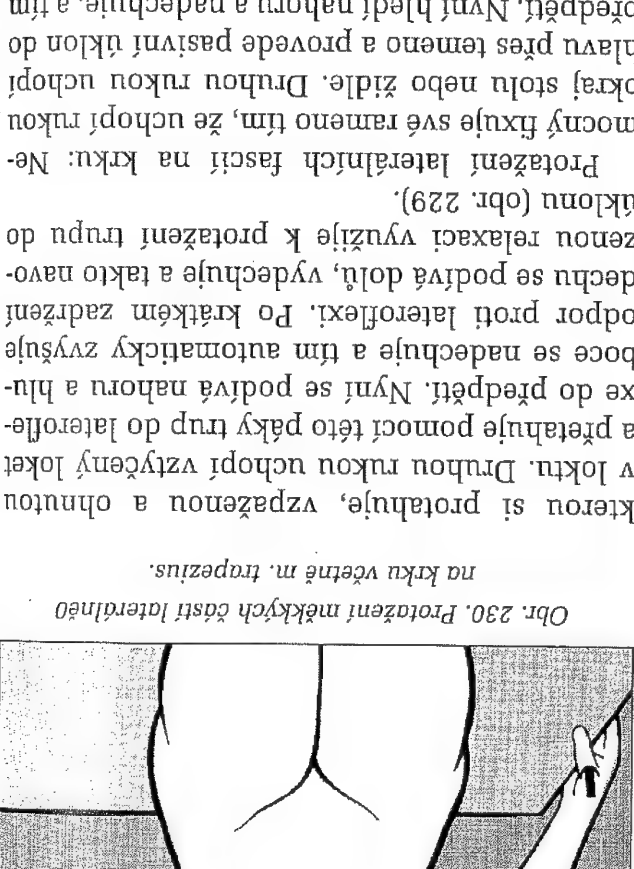 Obr. 230. Protažení měkkých částí laterálně
na krku včetně m. trapezius.
kterou si protahuje, vzpaženou a ohnutou
v loktu. Druhou rukou uchopí vztyčený loket
a přetahuje pomocí této páky trup do laterofle-
xe do předpětí. Nyní se podívá nahoru a hlu-
boce se nadechuje a tím automaticky zvyšuje
odpor proti lateroflexi. Po krátkém zadržení
dechu se podívá dolů, vydechuje a takto navo-
zenou relaxaci využije k protažení trupu do
úklonu (obr. 229).
Protažení laterálních fascií na krku: Ne-
mocný fixuje své rameno tím, že uchopí rukou
okraj stolu nebo židle. Druhou rukou uchopí
hlavu přes temeno a provede pasivní úklon do
předpětí. Nyní hledí nahoru a nadechuje, a tím